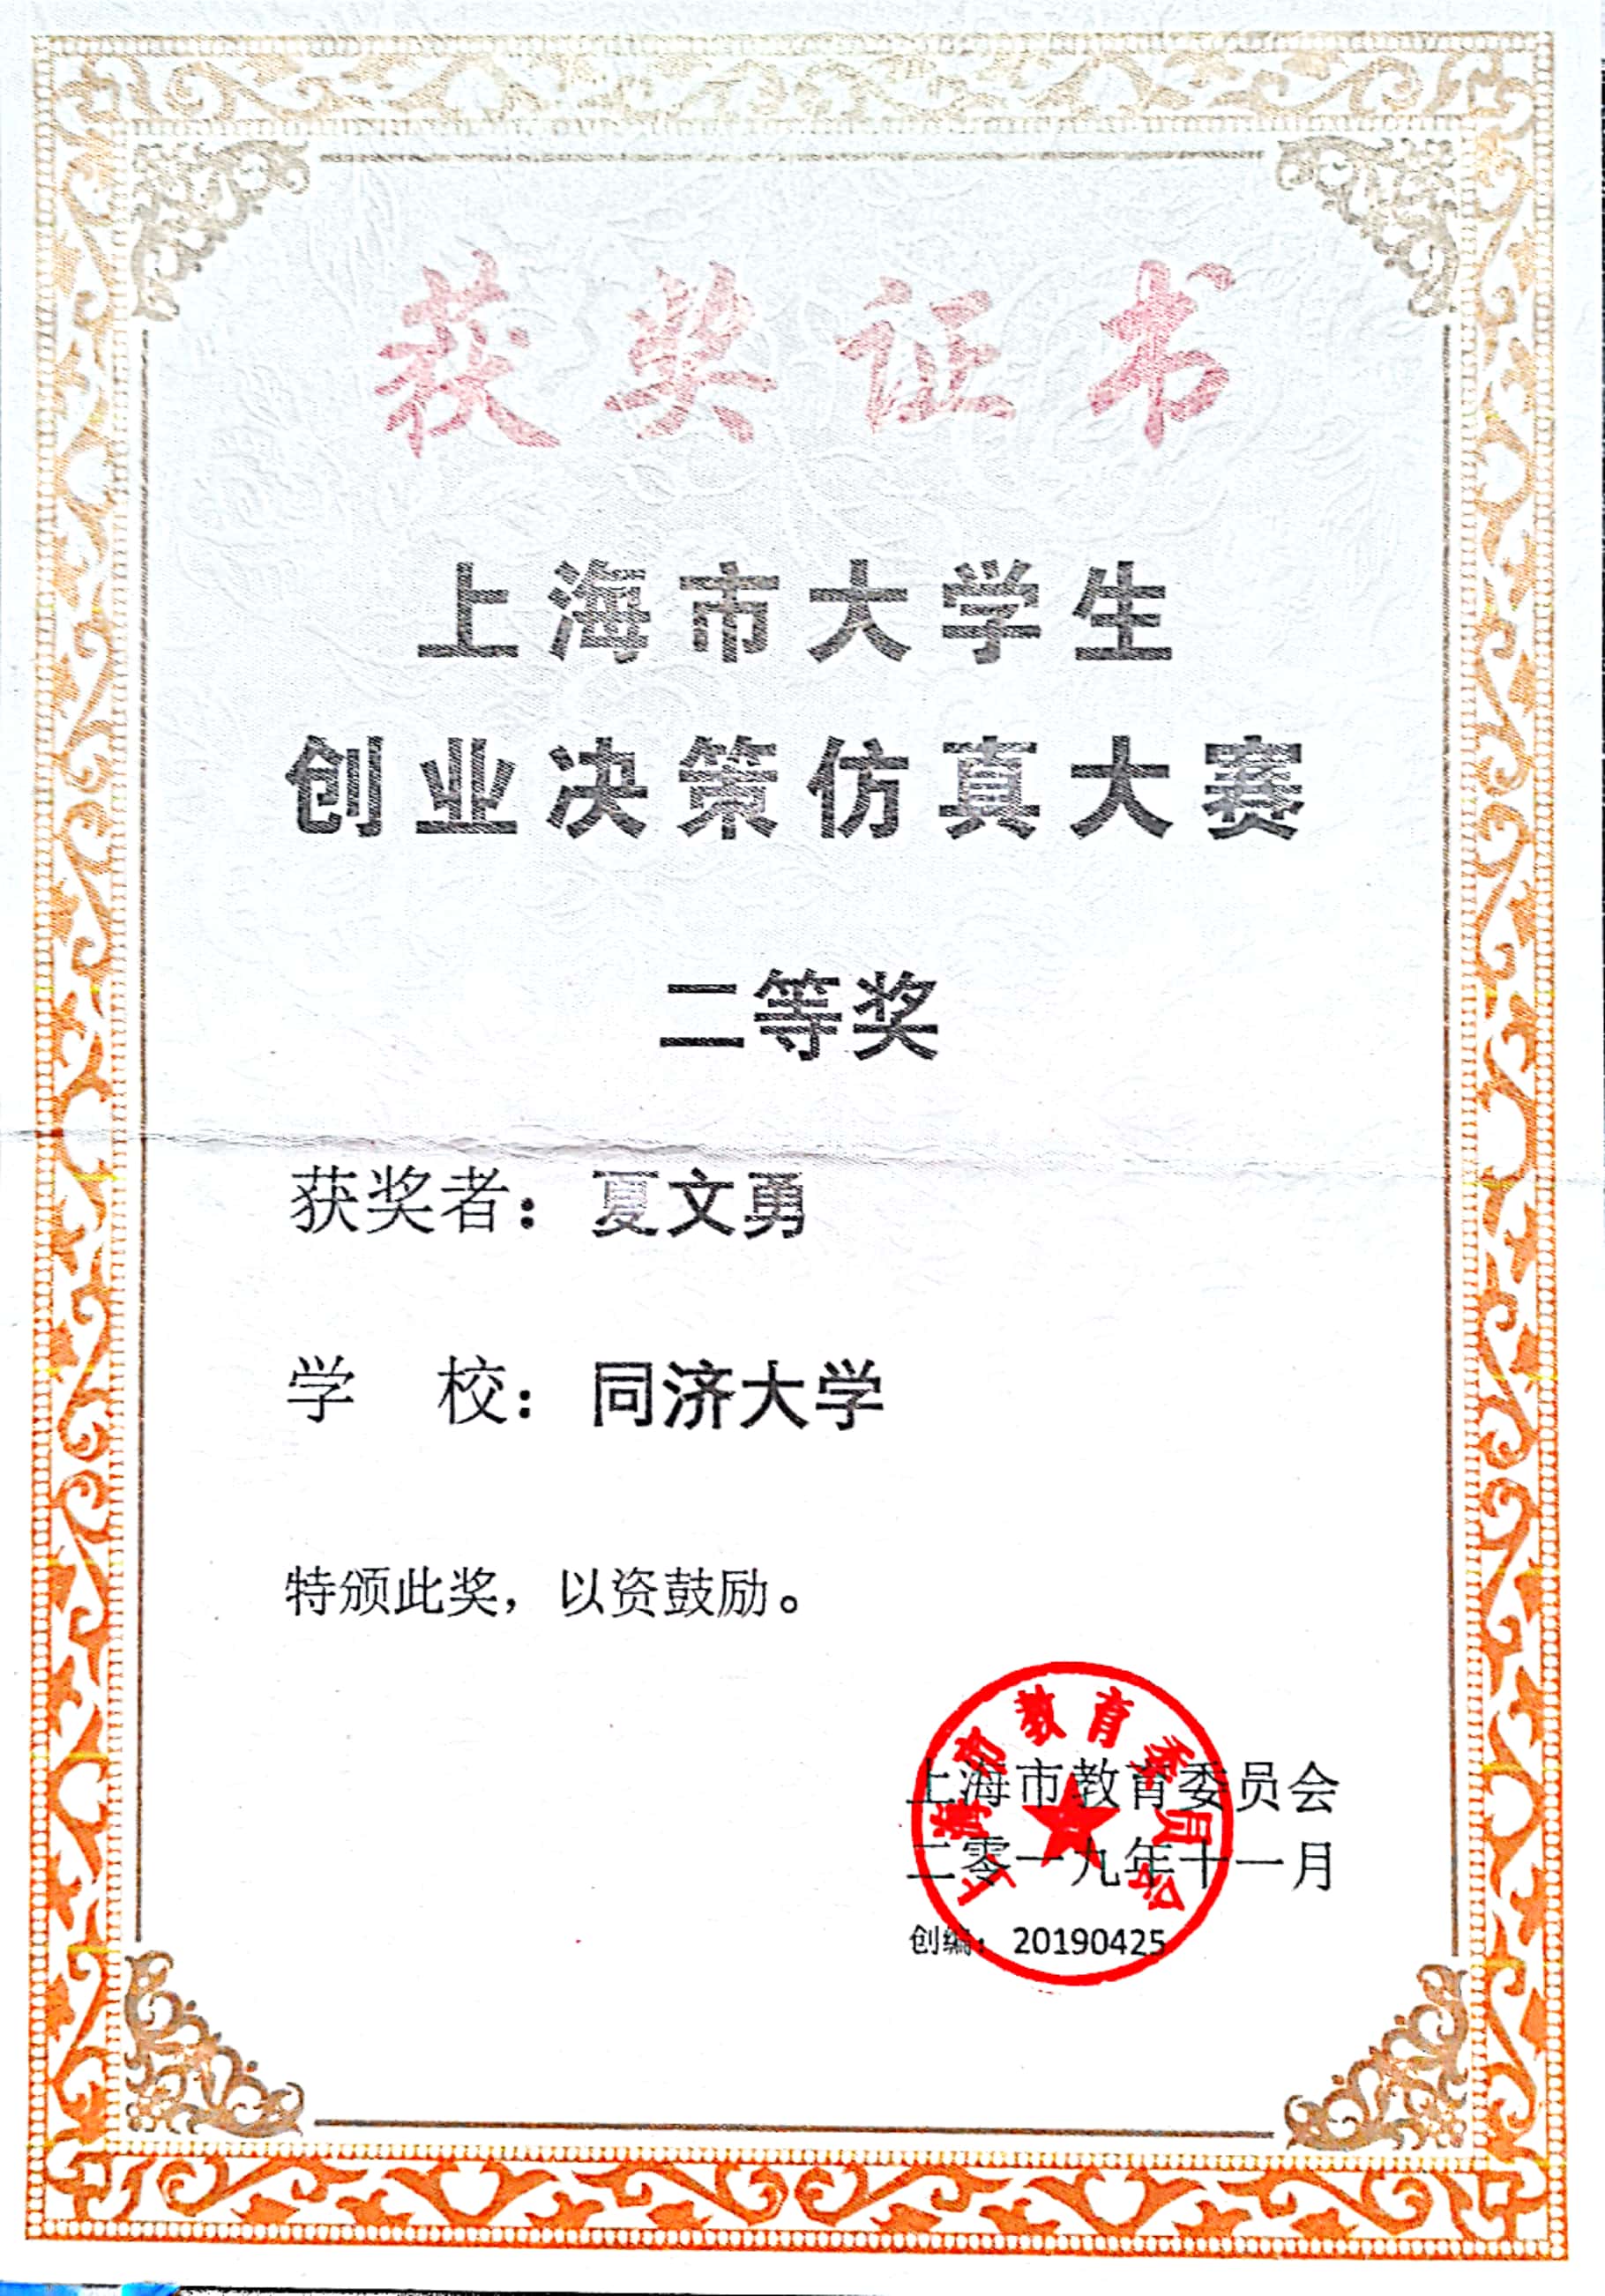 获奖证书
上海市大学生
创业决策仿真大赛
二等奖
获奖者：夏文勇
学　校：同济大学
特颁此奖，以资鼓励。
上海市教育委员会
上海市教育委员会
二零一九年十一月
创编：20190425